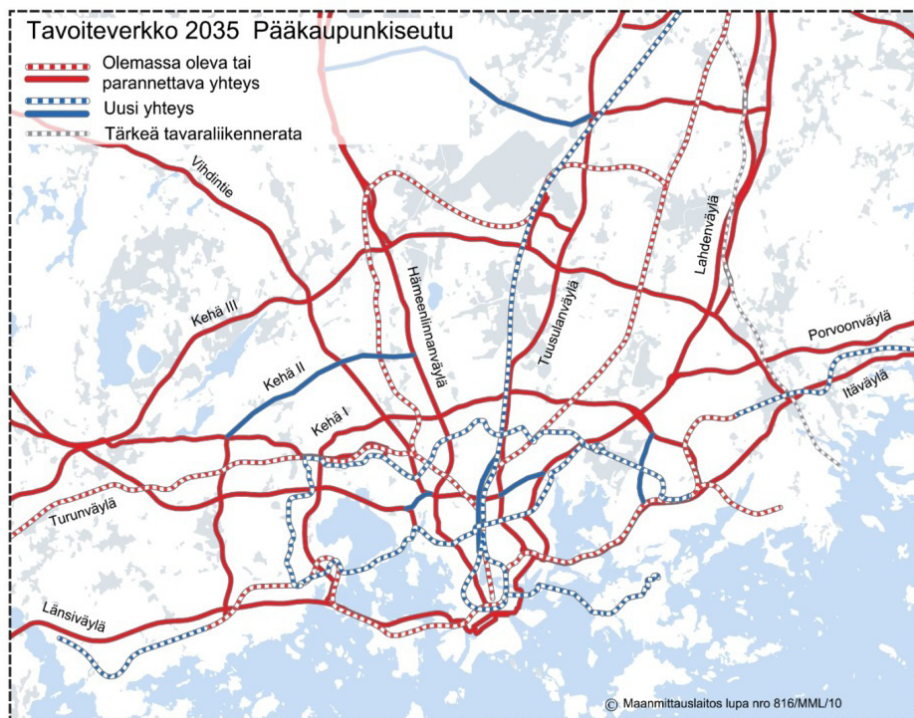 Tavoiteverkko 2035 Pääkaupunkiseutu
Olemassa oleva tai
parannettava yhteys
Uusi yhteys
Tärkeä tavaraliikennerata
Vihdintie
Lahdenväylä
Hämeenlinnanväylä
Kehä III
Tuusulanväylä
Porvoonväylä
Kehä II
Itäväylä
Kehä I
Turunväylä
Länsiväylä
© Maanmittauslaitos lupa nro 816/MML/10